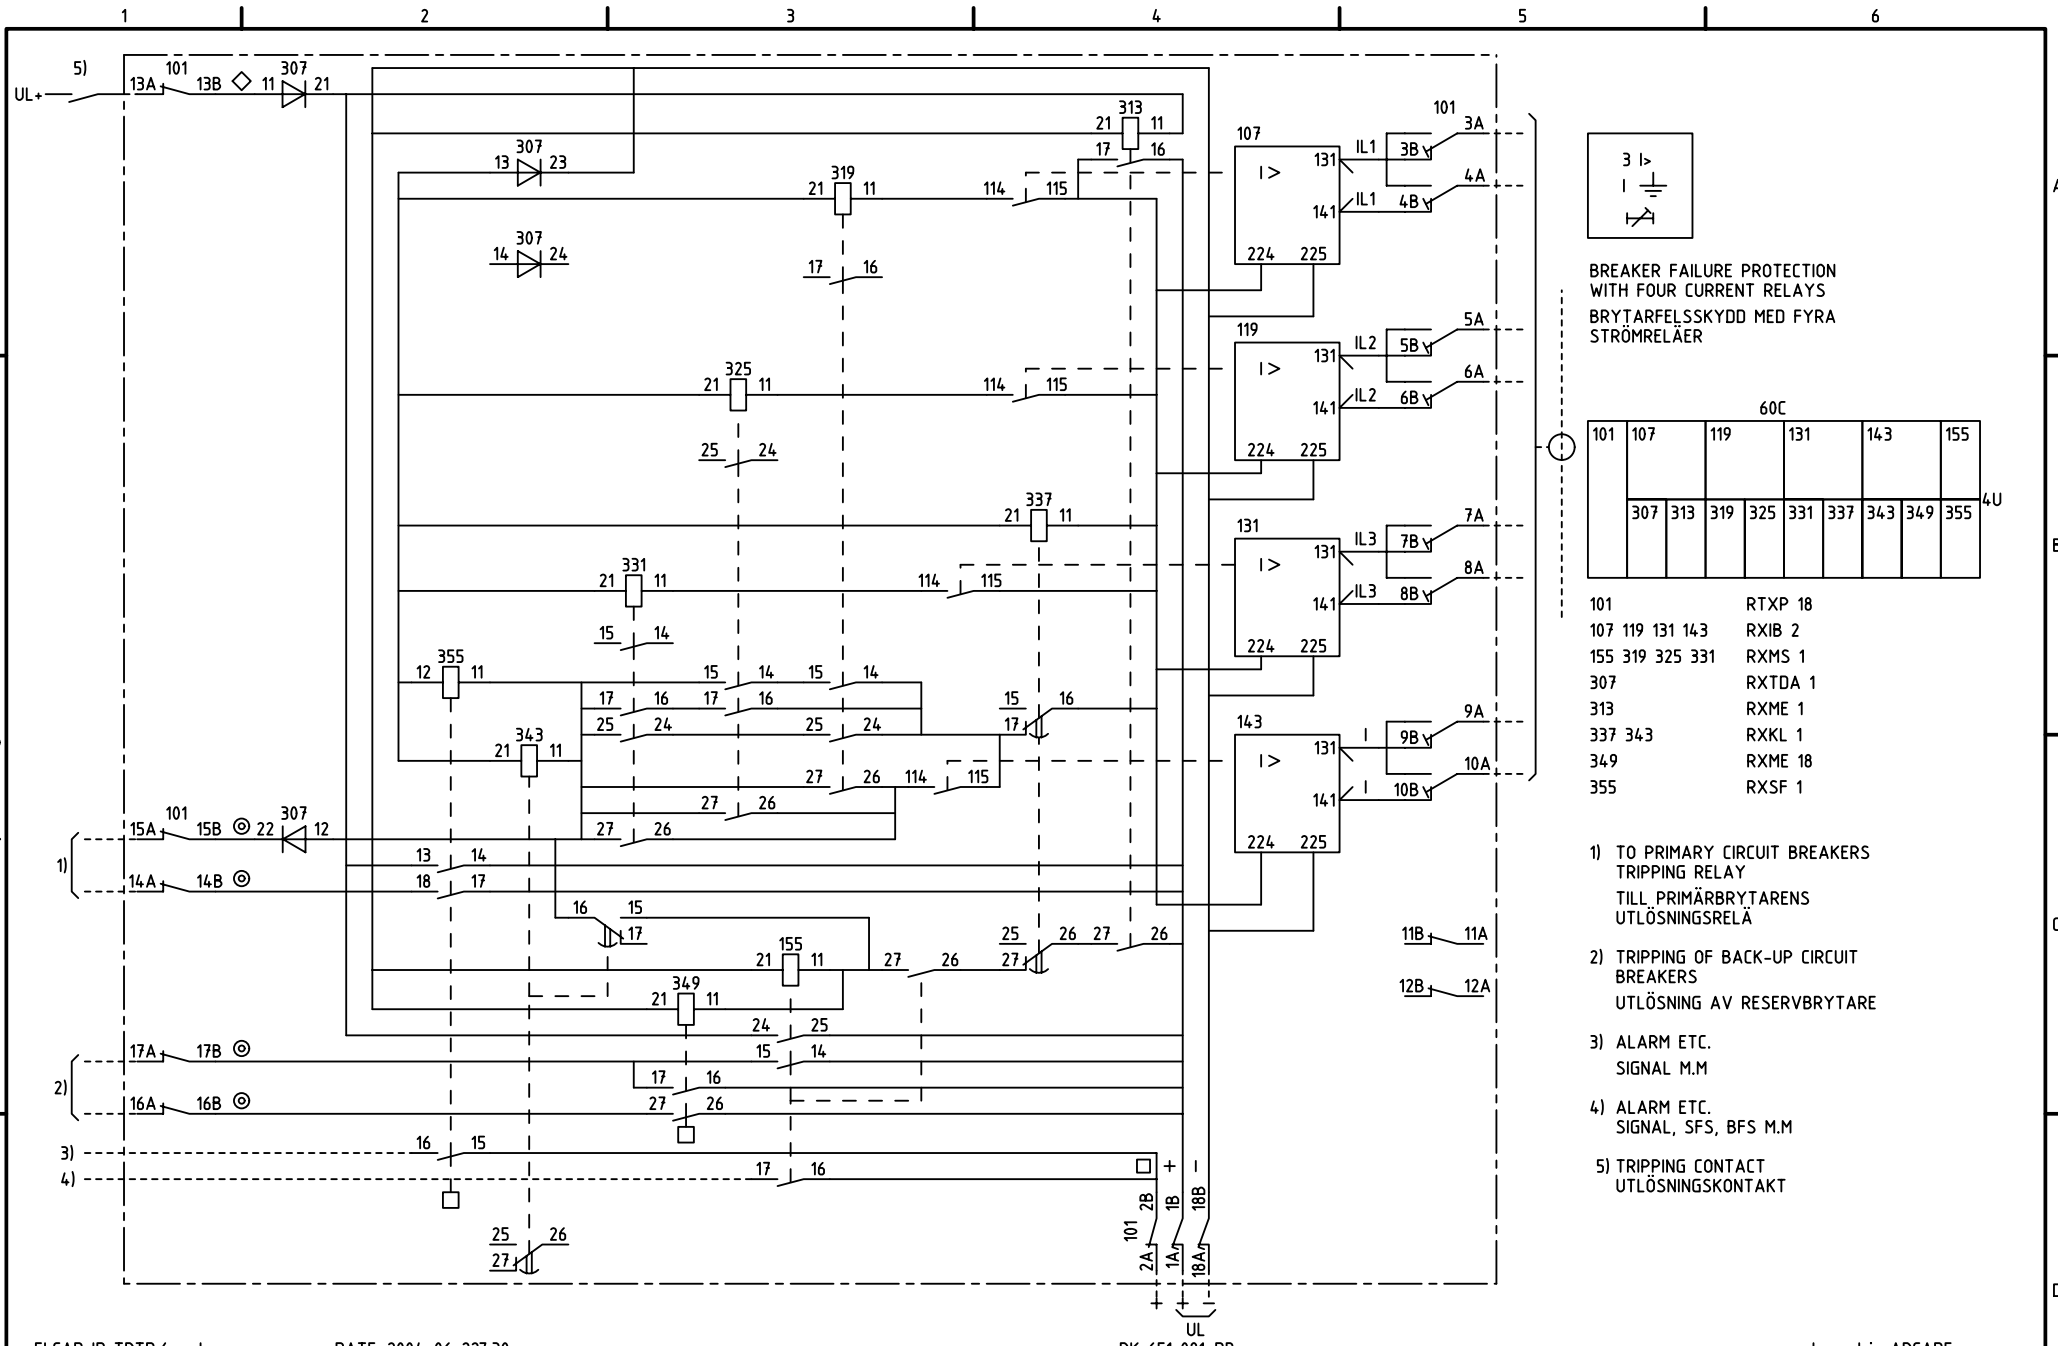 1 2 3 4 5 6
5)
UL+ 13A 101 13B 11 307 21
313
21 11
17 16
307
13 23
319
21 11 114 115
307
14 24
17 16
107
I>
131 IL1 3B 101 3A
141 IL1 4B 4A
224 225
325
21 11 114 115
25 24
119
I>
131 IL2 5B 5A
141 IL2 6B 6A
224 225
337
21 11
331
21 11 114 115
15 14
131
I>
131 IL3 7B 7A
141 IL3 8B 8A
224 225
355
12 11 15 14 15 14
17 16 17 16
15 16
17
25 24 25 24
343
21 11
27 26 114 115
27 26
143
I>
131 I 9B 9A
141 I 10B 10A
224 225
1)
15A 101 15B 22 307 12 27 26
13 14
14A 14B 18 17
16 15
17
155
21 11 27 26
25 26 27 26
27
349
21 11
24 25
11B 11A
12B 12A
2)
17A 17B 15 14
17 16
16A 16B 27 26
3) 16 15
4) 17 16
+ –
25 26
27
101
2B 1B 18B
2A 1A 18A
+ + –
UL
3 I>
I
BREAKER FAILURE PROTECTION
WITH FOUR CURRENT RELAYS
BRYTARFELSSKYDD MED FYRA
STRÖMRELÄER
60C
101 107 119 131 143 155
4U
307 313 319 325 331 337 343 349 355
101 RTXP 18
107 119 131 143 RXIB 2
155 319 325 331 RXMS 1
307 RXTDA 1
313 RXME 1
337 343 RXKL 1
349 RXME 18
355 RXSF 1
1) TO PRIMARY CIRCUIT BREAKERS
TRIPPING RELAY
TILL PRIMÄRBRYTARENS
UTLÖSNINGSRELÄ
2) TRIPPING OF BACK-UP CIRCUIT
BREAKERS
UTLÖSNING AV RESERVBRYTARE
3) ALARM ETC.
SIGNAL M.M
4) ALARM ETC.
SIGNAL, SFS, BFS M.M
5) TRIPPING CONTACT
UTLÖSNINGSKONTAKT